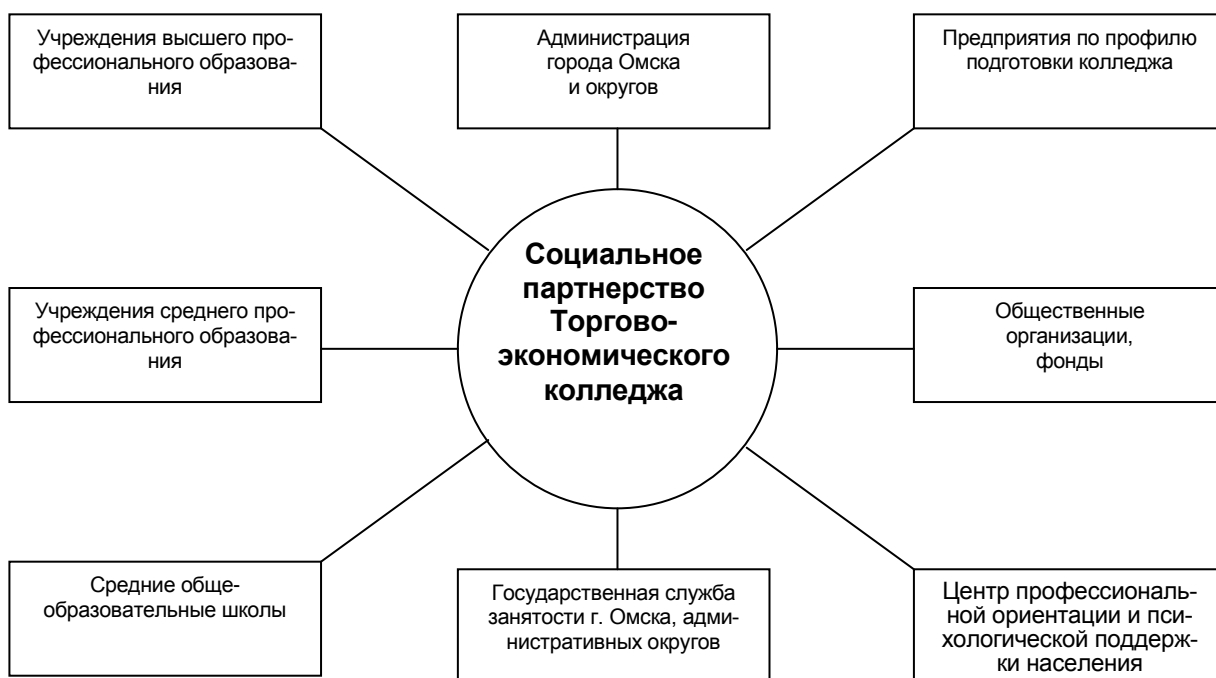 Учреждения высшего про-
фессионального образова-
ния
Администрация
города Омска
и округов
Предприятия по профилю
подготовки колледжа
Социальное
партнерство
Торгово-
экономического
колледжа
Учреждения среднего про-
фессионального образова-
ния
Общественные
организации,
фонды
Средние обще-
образовательные школы
Государственная служба
занятости г. Омска, адми-
нистративных округов
Центр профессиональ-
ной ориентации и пси-
хологической поддерж-
ки населения